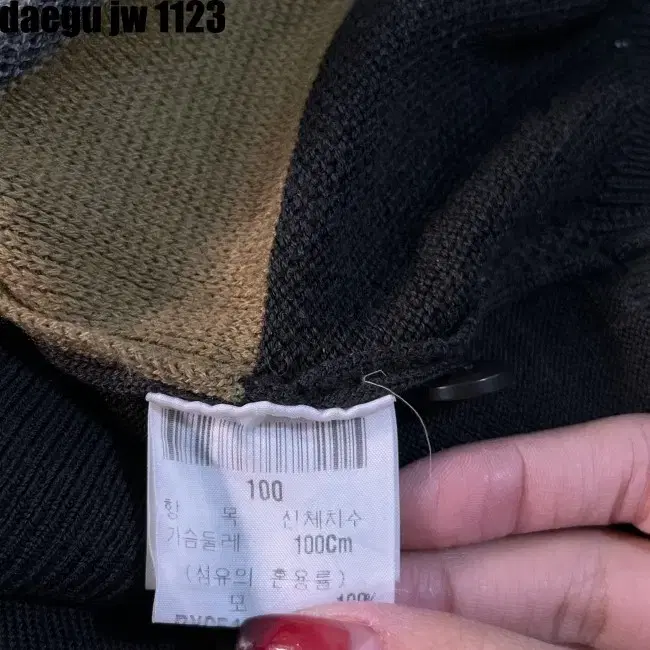 daegu jw 1123
100
항 목 신체치수
가슴둘레 100Cm
(섬유의 혼용률)
모 100%